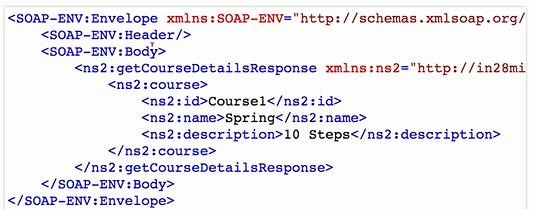 <SOAP-ENV:Envelope xmlns:SOAP-ENV="http://schemas.xmlsoap.org/
<SOAP-ENV:Header/>
<SOAP-ENV:Body>
<ns2:getCourseDetailsResponse xmlns:ns2="http://in28mi
<ns2:course>
<ns2:id>Course1</ns2:id>
<ns2:name>Spring</ns2:name>
<ns2:description>10 Steps</ns2:description>
</ns2:course>
</ns2:getCourseDetailsResponse>
</SOAP-ENV:Body>
</SOAP-ENV:Envelope>